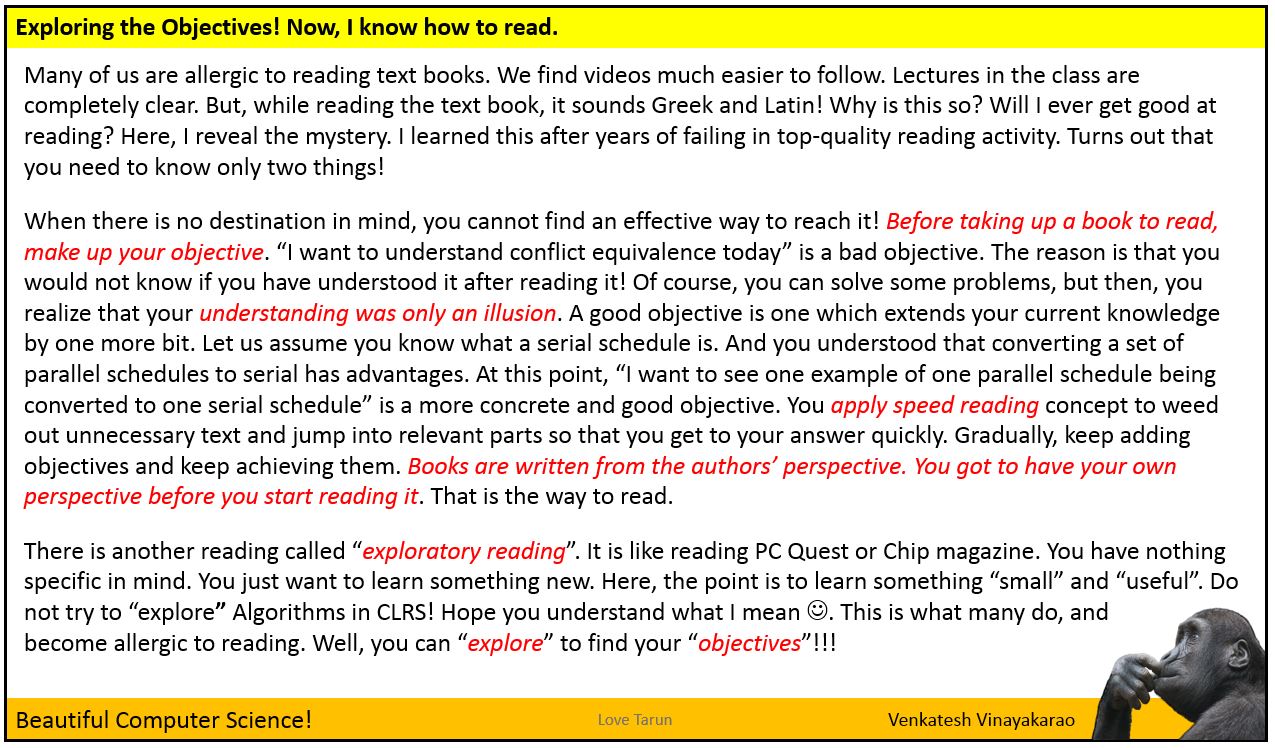 Exploring the Objectives! Now, I know how to read.
Many of us are allergic to reading text books. We find videos much easier to follow. Lectures in the class are
completely clear. But, while reading the text book, it sounds Greek and Latin! Why is this so? Will I ever get good at
reading? Here, I reveal the mystery. I learned this after years of failing in top-quality reading activity. Turns out that
you need to know only two things!
When there is no destination in mind, you cannot find an effective way to reach it! Before taking up a book to read,
make up your objective. “I want to understand conflict equivalence today” is a bad objective. The reason is that you
would not know if you have understood it after reading it! Of course, you can solve some problems, but then, you
realize that your understanding was only an illusion. A good objective is one which extends your current knowledge
by one more bit. Let us assume you know what a serial schedule is. And you understood that converting a set of
parallel schedules to serial has advantages. At this point, “I want to see one example of one parallel schedule being
converted to one serial schedule” is a more concrete and good objective. You apply speed reading concept to weed
out unnecessary text and jump into relevant parts so that you get to your answer quickly. Gradually, keep adding
objectives and keep achieving them. Books are written from the authors’ perspective. You got to have your own
perspective before you start reading it. That is the way to read.
There is another reading called “exploratory reading”. It is like reading PC Quest or Chip magazine. You have nothing
specific in mind. You just want to learn something new. Here, the point is to learn something “small” and “useful”. Do
not try to “explore” Algorithms in CLRS! Hope you understand what I mean ☺. This is what many do, and
become allergic to reading. Well, you can “explore” to find your “objectives”!!!
Beautiful Computer Science! Love Tarun Venkatesh Vinayakarao